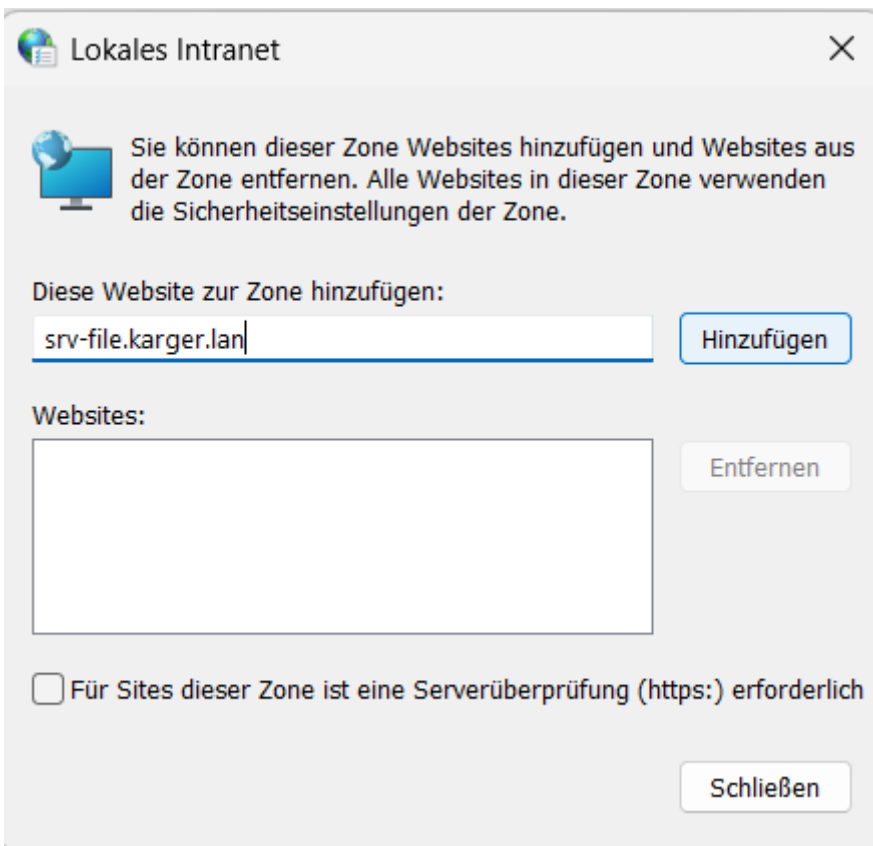 Lokales Intranet
Sie können dieser Zone Websites hinzufügen und Websites aus
der Zone entfernen. Alle Websites in dieser Zone verwenden
die Sicherheitseinstellungen der Zone.
Diese Website zur Zone hinzufügen:
srv-file.karger.lan
Hinzufügen
Websites:
Entfernen
Für Sites dieser Zone ist eine Serverüberprüfung (https:) erforderlich
Schließen